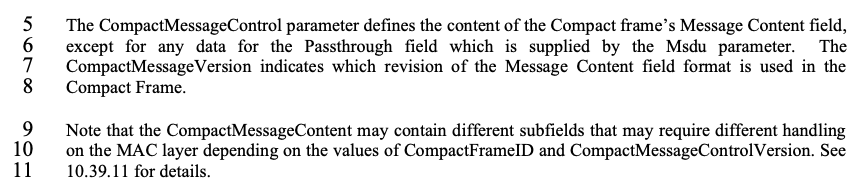 5 The CompactMessageControl parameter defines the content of the Compact frame’s Message Content field,
6 except for any data for the Passthrough field which is supplied by the Msdu parameter. The
7 CompactMessageVersion indicates which revision of the Message Content field format is used in the
8 Compact Frame.
9 Note that the CompactMessageContent may contain different subfields that may require different handling
10 on the MAC layer depending on the values of CompactFrameID and CompactMessageControlVersion. See
11 10.39.11 for details.